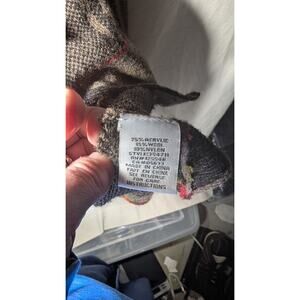 75% ACRYLIC
15% WOOL
10% NYLON
MADE IN CHINA
FAIT EN CHINE
SEE REVERSE
FOR CARE
INSTRUCTIONS